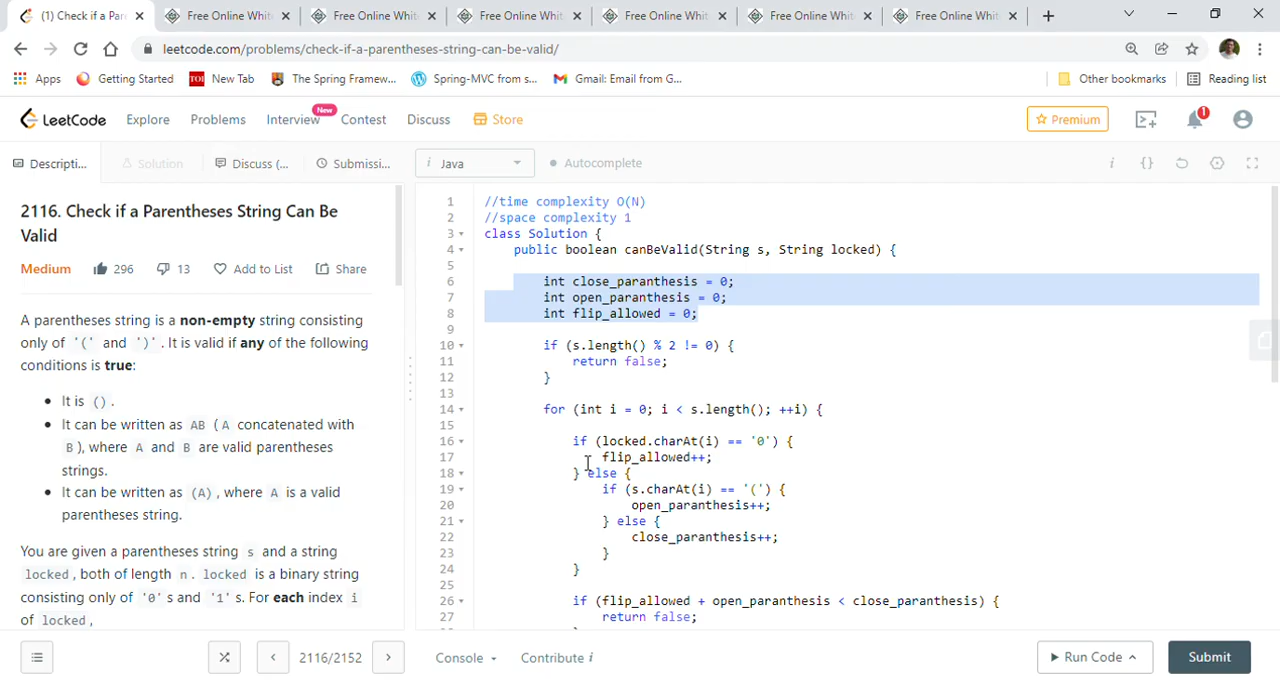 (1) Check if a Par
Free Online Whit
Free Online Whit
Free Online Whit
Free Online Whit
Free Online Whit
Free Online Whit
leetcode.com/problems/check-if-a-parentheses-string-can-be-valid/
Apps
Getting Started
TOI New Tab
The Spring Framew...
Spring-MVC from s...
Gmail: Email from G...
Other bookmarks
Reading list
LeetCode
Explore
Problems
Interview
New
Contest
Discuss
Store
Premium
1
Descripti...
Solution
Discuss (...
Submissi...
i Java
Autocomplete
i
{}
2116. Check if a Parentheses String Can Be
Valid
Medium
296
13
Add to List
Share
A parentheses string is a non-empty string consisting
only of '(' and ')'. It is valid if any of the following
conditions is true:
• It is ().
• It can be written as AB (A concatenated with
B), where A and B are valid parentheses
strings.
• It can be written as (A), where A is a valid
parentheses string.
You are given a parentheses string s and a string
locked, both of length n. locked is a binary string
consisting only of '0's and '1's. For each index i
of locked,
1 //time complexity O(N)
2 //space complexity 1
3 class Solution {
4 public boolean canBeValid(String s, String locked) {
5
6 int close_paranthesis = 0;
7 int open_paranthesis = 0;
8 int flip_allowed = 0;
9
10 if (s.length() % 2 != 0) {
11 return false;
12 }
13
14 for (int i = 0; i < s.length(); ++i) {
15
16 if (locked.charAt(i) == '0') {
17 flip_allowed++;
18 } else {
19 if (s.charAt(i) == '(') {
20 open_paranthesis++;
21 } else {
22 close_paranthesis++;
23 }
24 }
25
26 if (flip_allowed + open_paranthesis < close_paranthesis) {
27 return false;
2116/2152
Console
Contribute i
Run Code
Submit